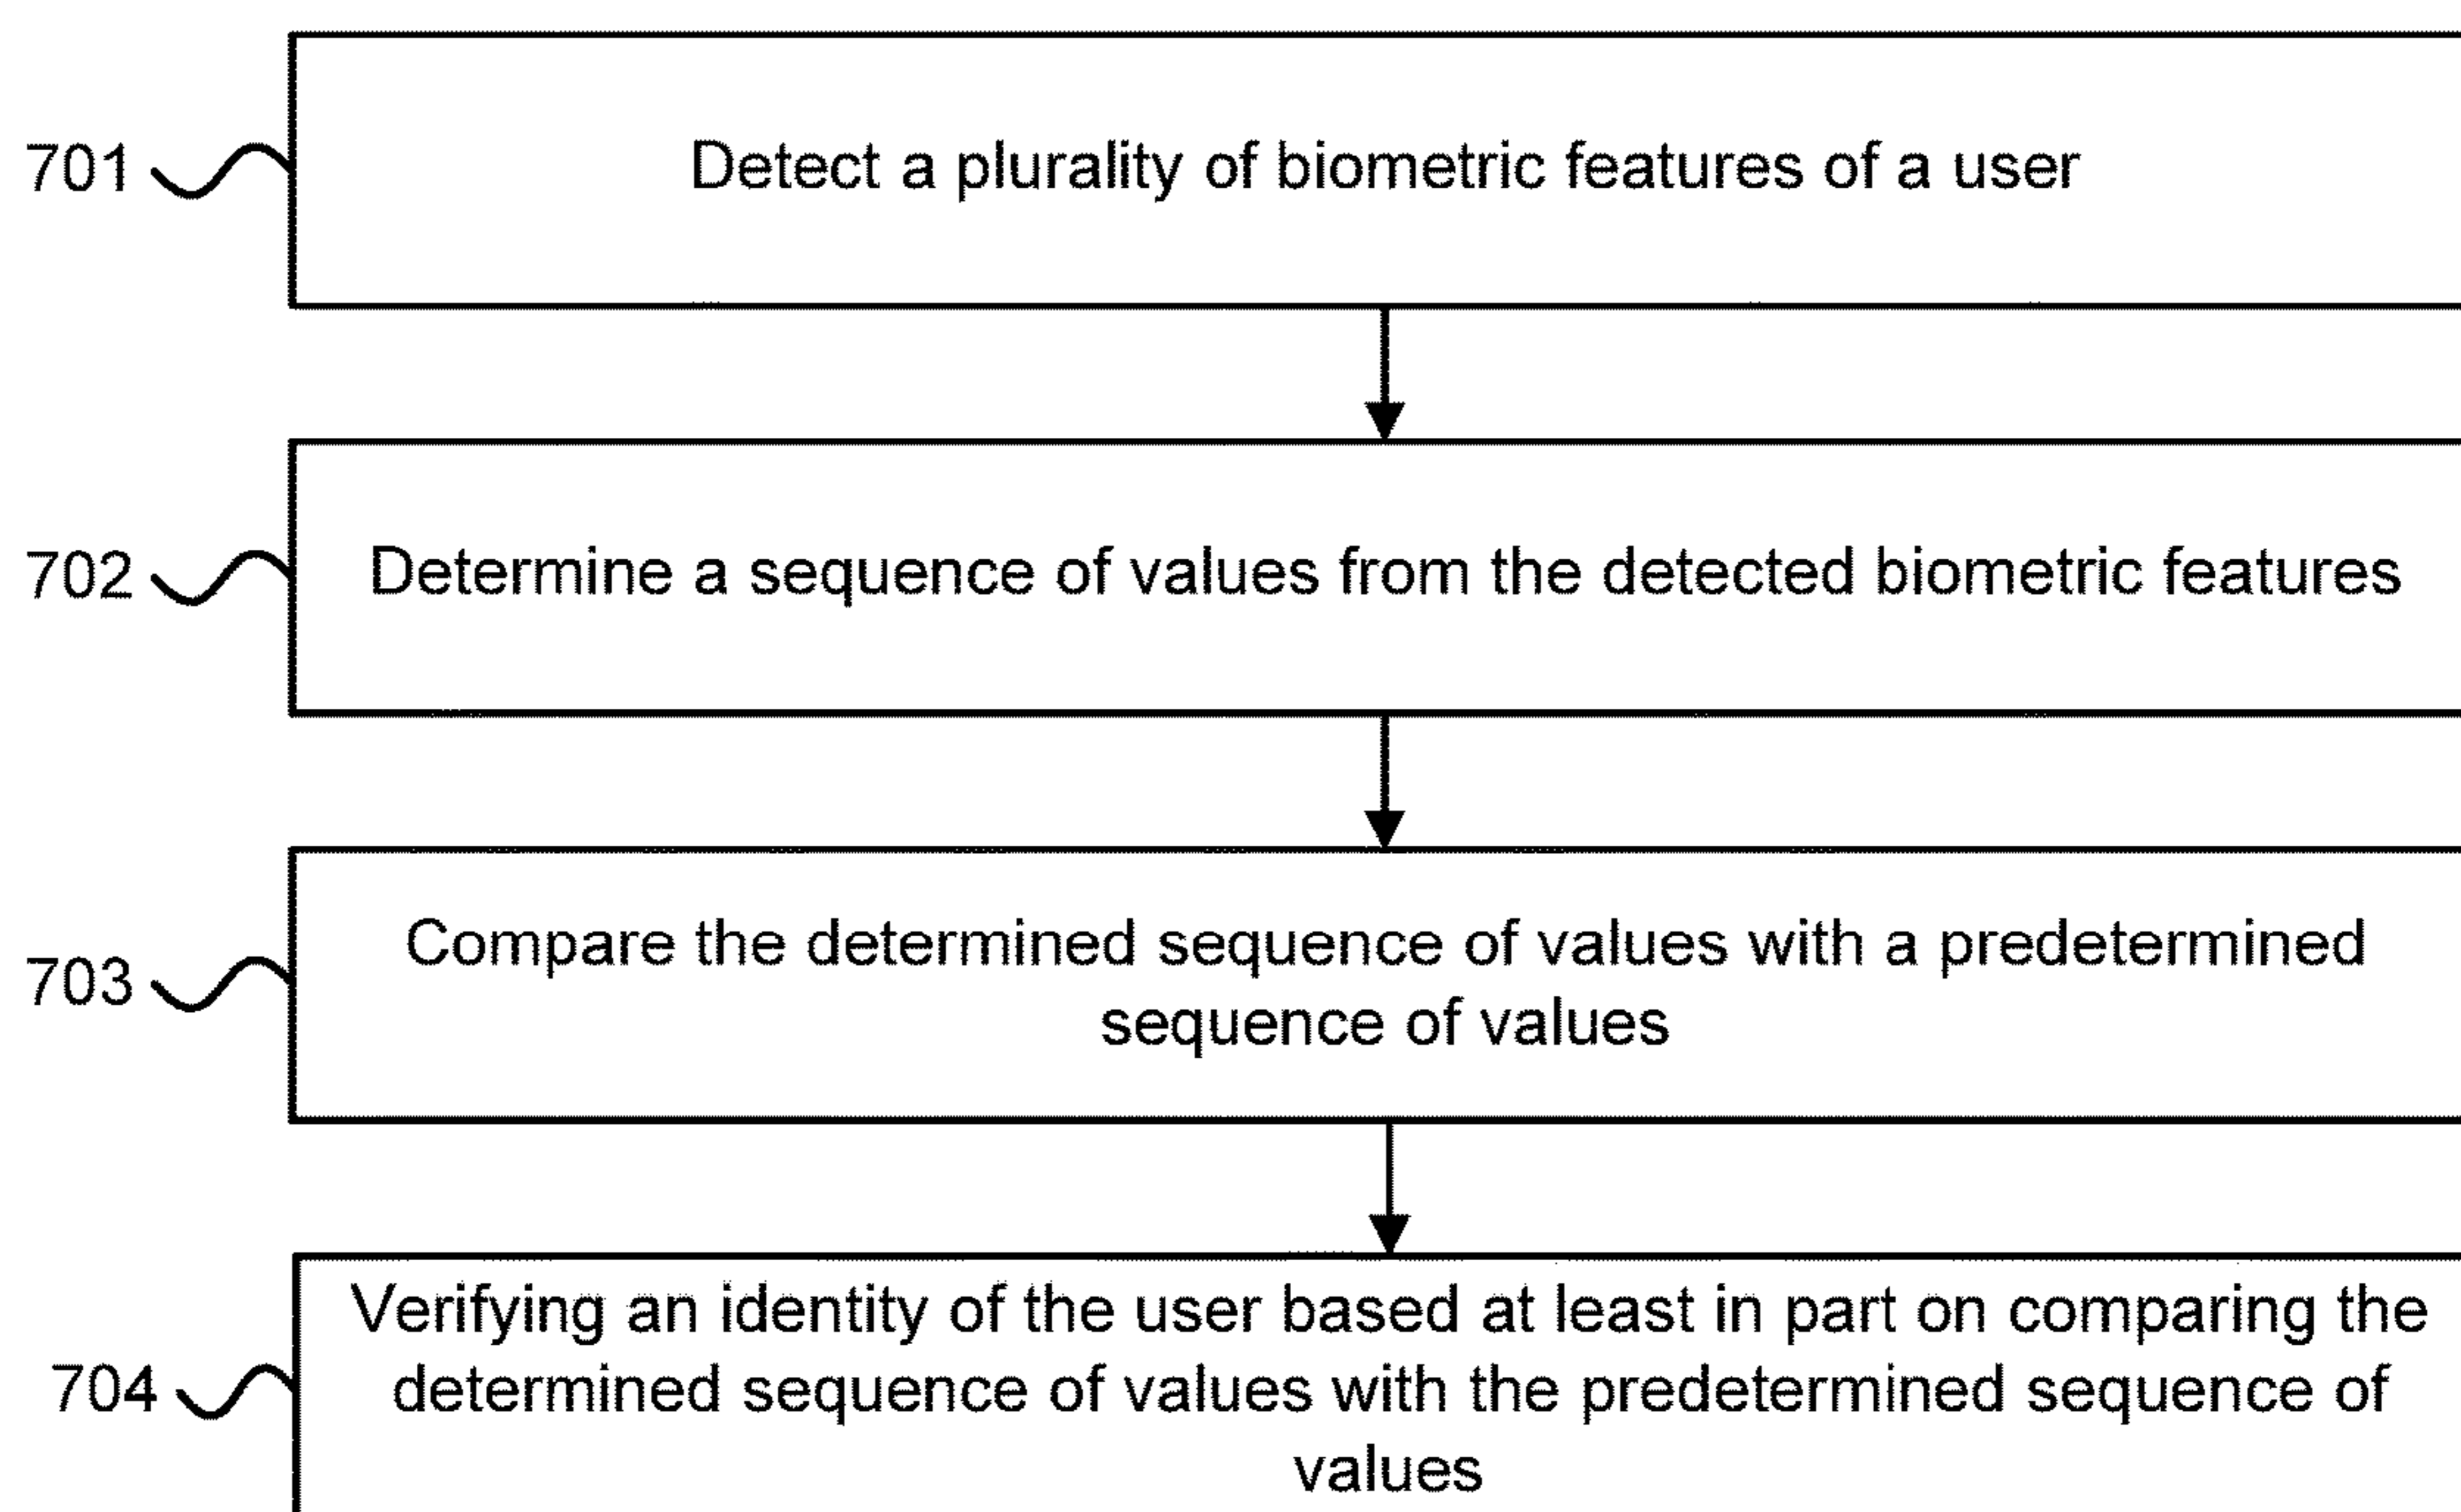 701
Detect a plurality of biometric features of a user
702
Determine a sequence of values from the detected biometric features
703
Compare the determined sequence of values with a predetermined
sequence of values
704
Verifying an identity of the user based at least in part on comparing the
determined sequence of values with the predetermined sequence of
values